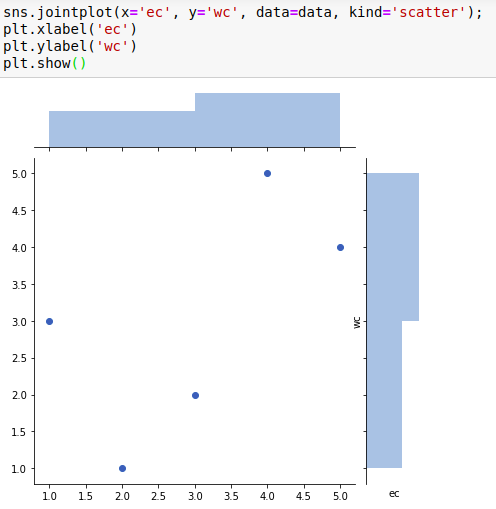 sns.jointplot(x='ec', y='wc', data=data, kind='scatter');
plt.xlabel('ec')
plt.ylabel('wc')
plt.show()
5.0
4.5
4.0
3.5
3.0
wc
2.5
2.0
1.5
1.0
1.0 1.5 2.0 2.5 3.0 3.5 4.0 4.5 5.0
ec